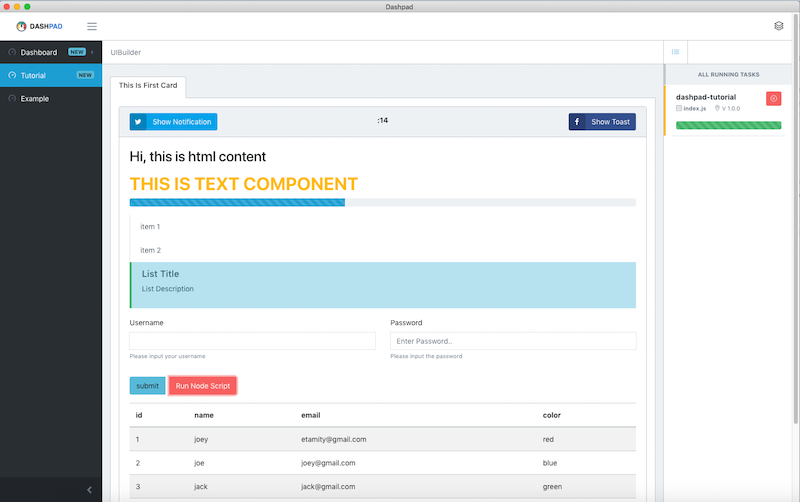 Dashpad
DASHPAD
Dashboard NEW
Tutorial NEW
Example
UIBuilder
This Is First Card
Show Notification
:14
Show Toast
Hi, this is html content
THIS IS TEXT COMPONENT
item 1
item 2
List Title
List Description
Username Password
Enter Password..
Please input your username Please input the password
submit Run Node Script
id name email color
1 joey etamity@gmail.com red
2 joe joey@gmail.com blue
3 jack jack@gmail.com green
ALL RUNNING TASKS
dashpad-tutorial
index.js V 1.0.0